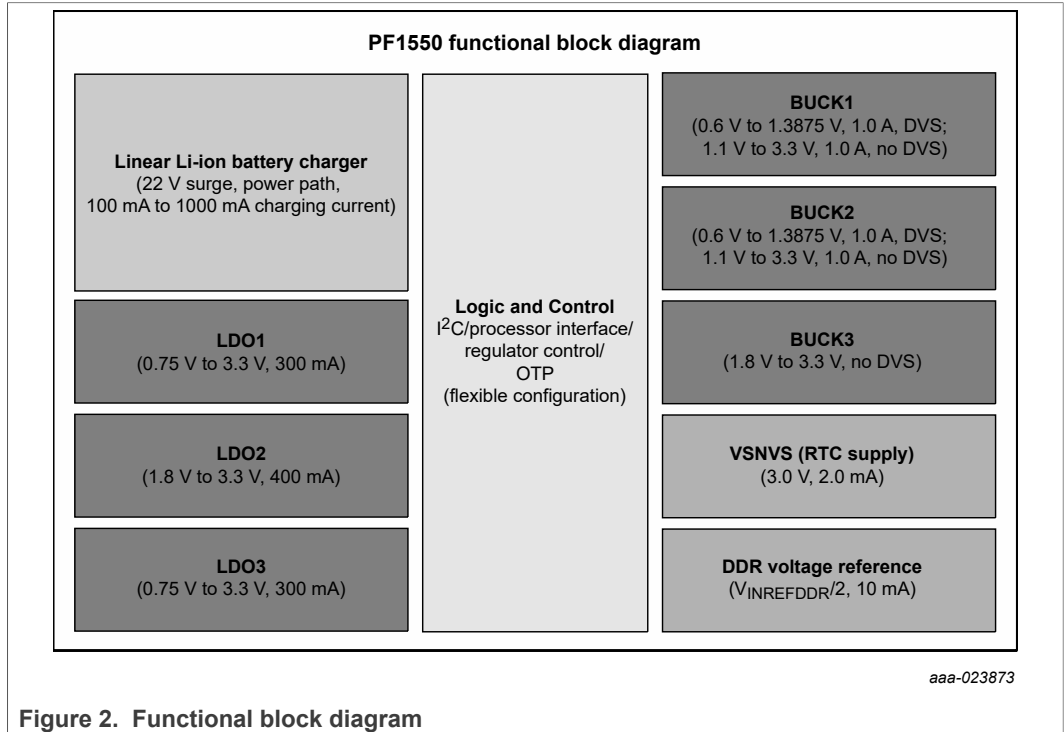 PF1550 functional block diagram
Linear Li-ion battery charger
(22 V surge, power path,
100 mA to 1000 mA charging current)
LDO1
(0.75 V to 3.3 V, 300 mA)
LDO2
(1.8 V to 3.3 V, 400 mA)
LDO3
(0.75 V to 3.3 V, 300 mA)
Logic and Control
I2C/processor interface/
regulator control/
OTP
(flexible configuration)
BUCK1
(0.6 V to 1.3875 V, 1.0 A, DVS;
1.1 V to 3.3 V, 1.0 A, no DVS)
BUCK2
(0.6 V to 1.3875 V, 1.0 A, DVS;
1.1 V to 3.3 V, 1.0 A, no DVS)
BUCK3
(1.8 V to 3.3 V, no DVS)
VSNVS (RTC supply)
(3.0 V, 2.0 mA)
DDR voltage reference
(VINREFDDR/2, 10 mA)
aaa-023873
Figure 2. Functional block diagram